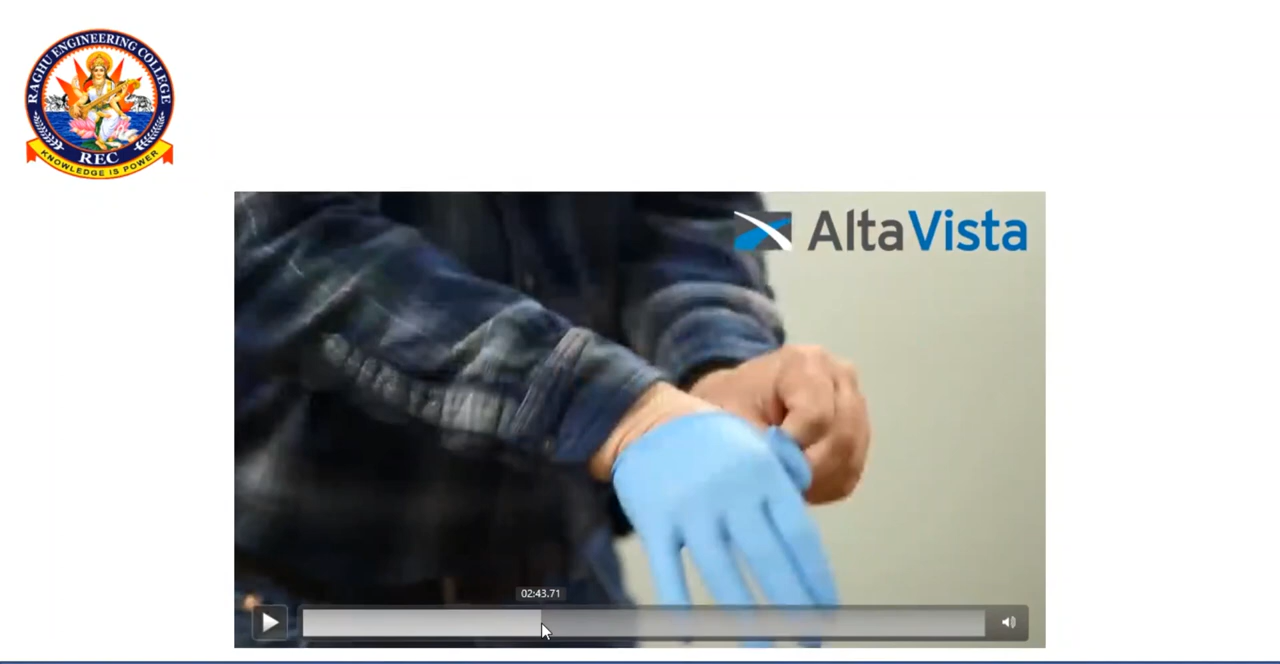 RAGHU ENGINEERING COLLEGE
REC
KNOWLEDGE IS POWER
AltaVista
02:43.71